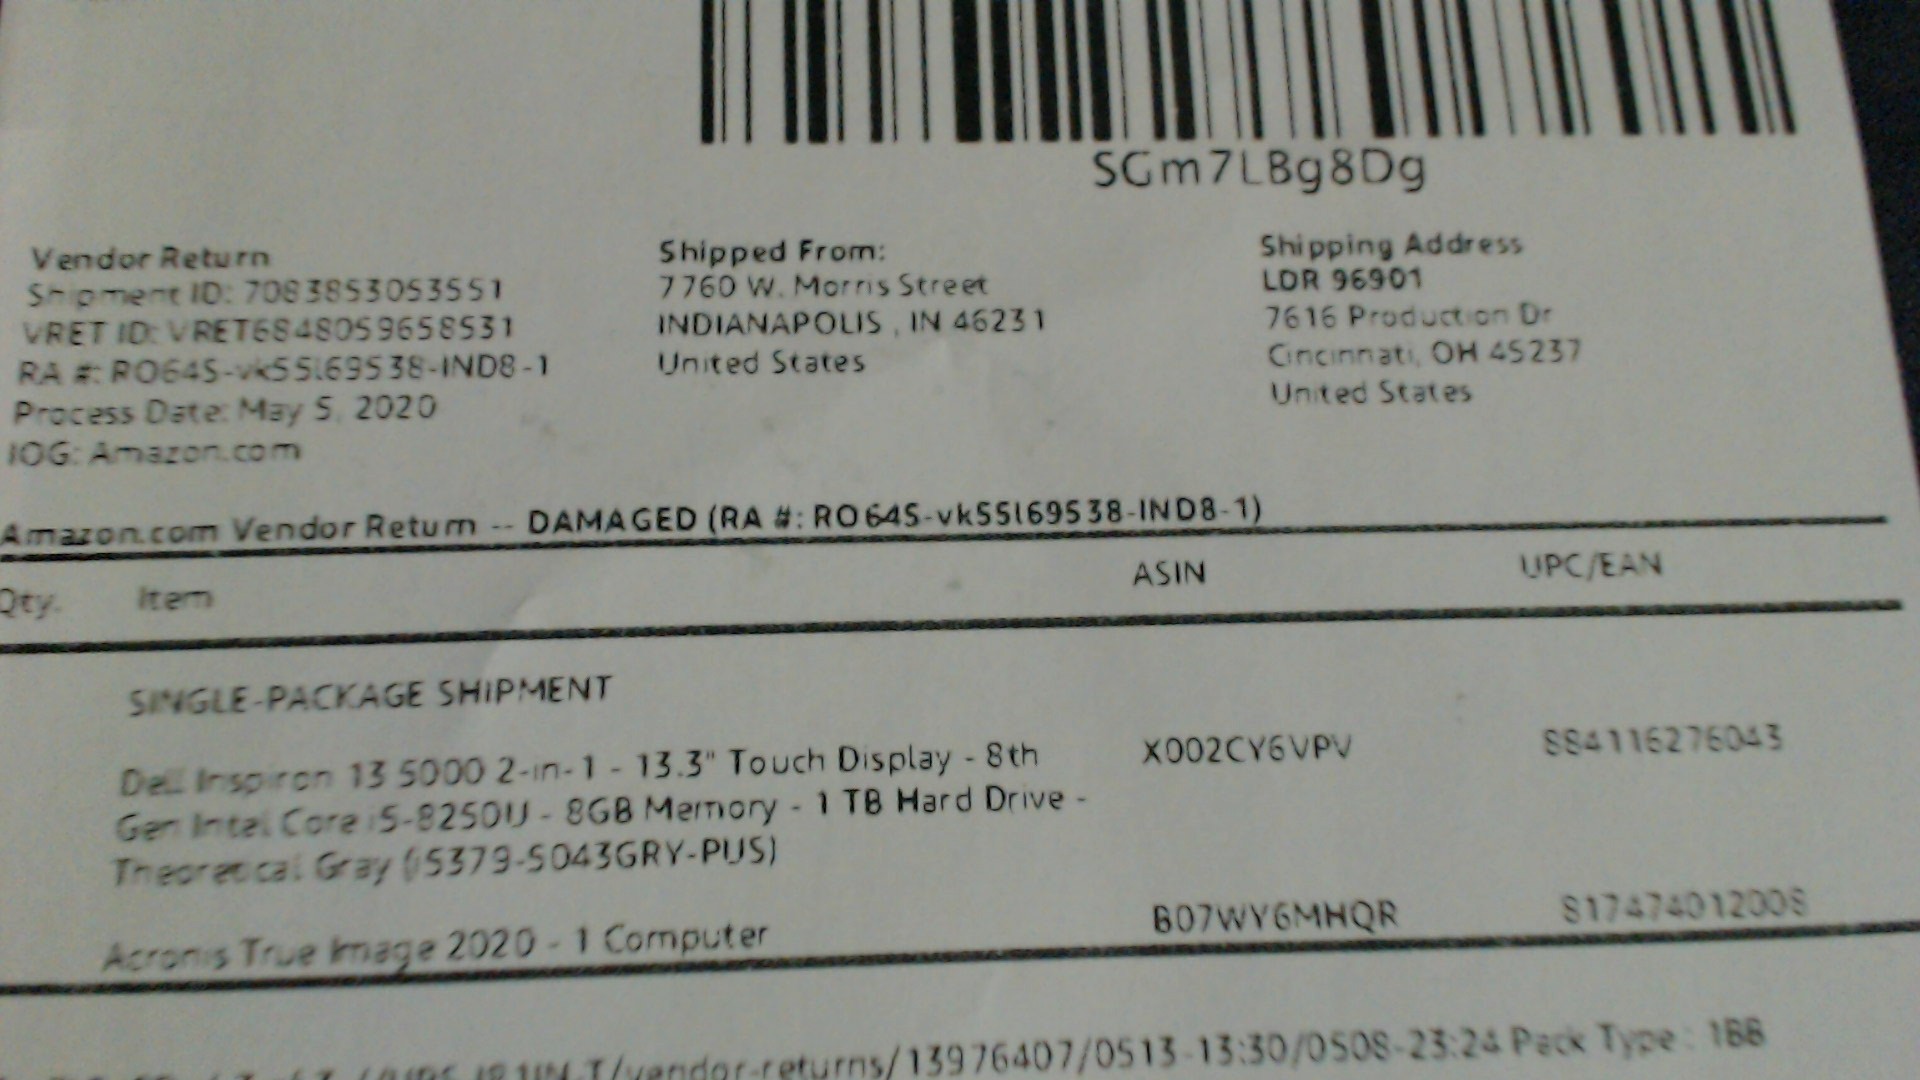 SGm7LBg8Dg
Vendor Return
Shipment ID: 7083853053551
VRET ID: VRET6848059658531
RA #: RO64S-vk55l69538-IND8-1
Process Date: May 5, 2020
IOG: Amazon.com
Shipped From:
7760 W. Morris Street
INDIANAPOLIS , IN 46231
United States
Shipping Address
LDR 96901
7616 Production Dr
Cincinnati, OH 45237
United States
Amazon.com Vendor Return -- DAMAGED (RA #: RO64S-vk55l69538-IND8-1)
Qty. Item ASIN UPC/EAN
SINGLE-PACKAGE SHIPMENT
Dell Inspiron 13 5000 2-in-1 - 13.3" Touch Display - 8th X002CY6VPV 884116276043
Gen Intel Core i5-8250U - 8GB Memory - 1 TB Hard Drive -
Theoretical Gray (i5379-5043GRY-PUS)
Acronis True Image 2020 - 1 Computer B07WY6MHQR 817474012008
/vendor-returns/13976407/0513-13:30/0508-23:24 Pack Type : 1BB